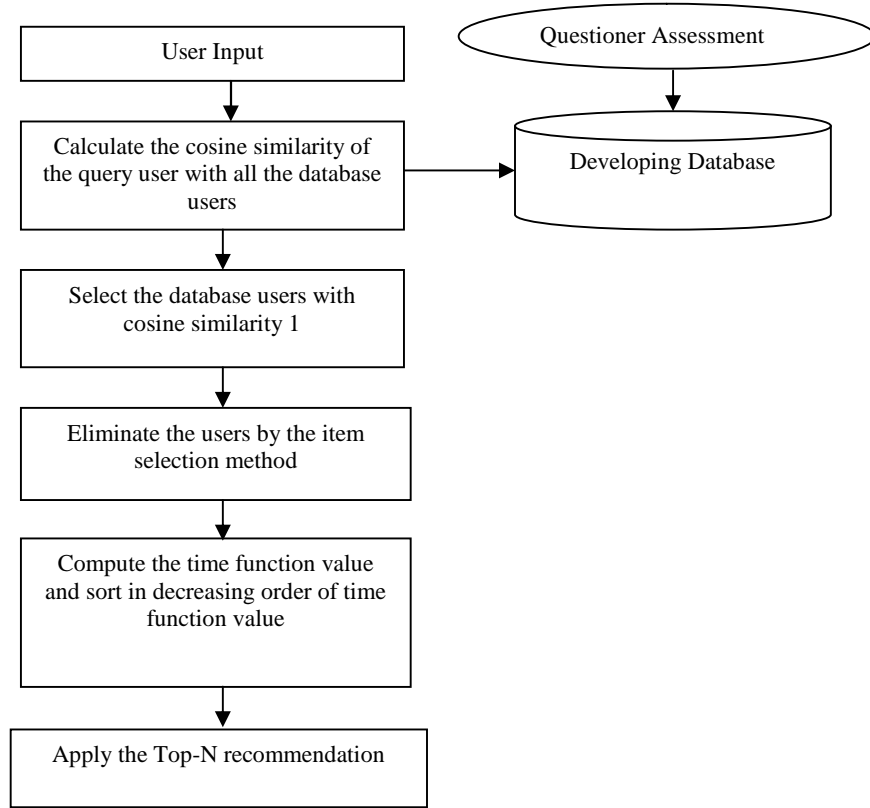 User Input
Questioner Assessment
Calculate the cosine similarity of
the query user with all the database
users
Developing Database
Select the database users with
cosine similarity 1
Eliminate the users by the item
selection method
Compute the time function value
and sort in decreasing order of time
function value
Apply the Top-N recommendation